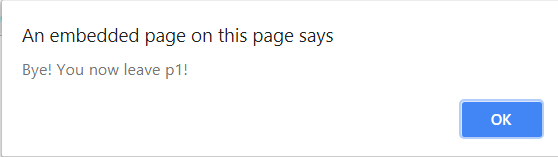 An embedded page on this page says
Bye! You now leave p1!
OK